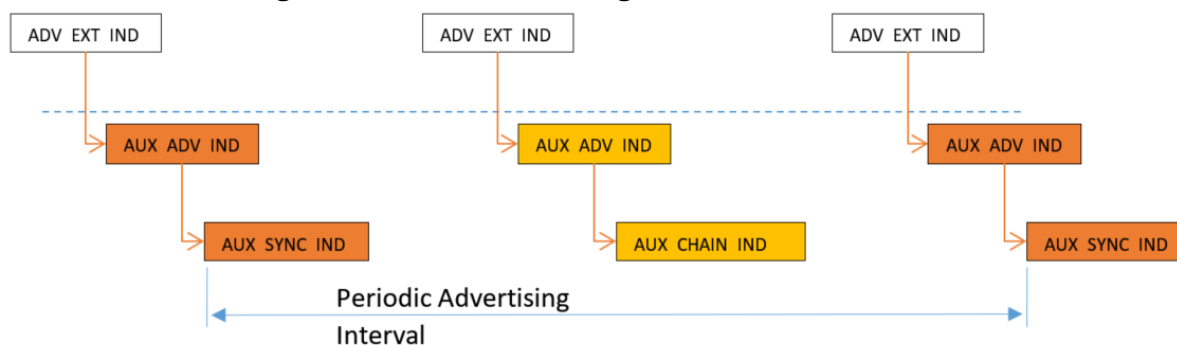 ADV EXT IND ADV EXT IND ADV EXT IND
AUX ADV IND AUX ADV IND AUX ADV IND
AUX SYNC IND AUX CHAIN IND AUX SYNC IND
Periodic Advertising
Interval